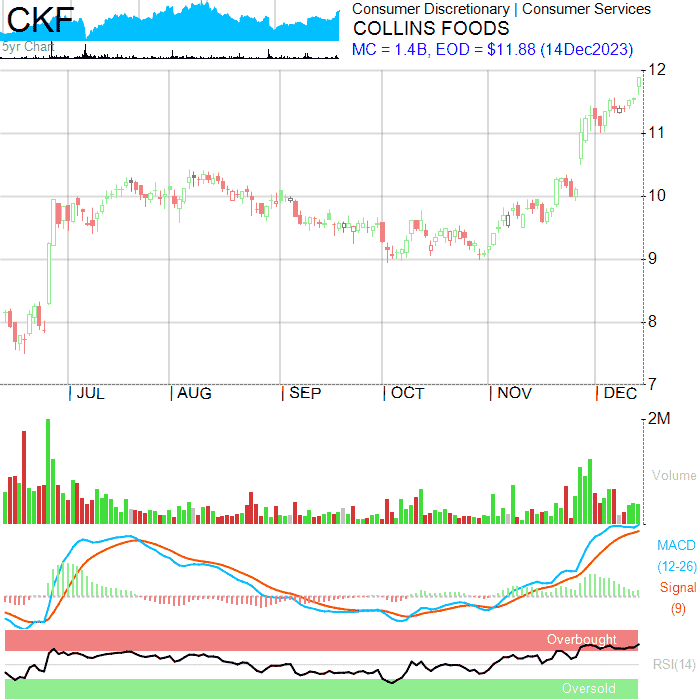 CKF
5yr Chart
Consumer Discretionary | Consumer Services
COLLINS FOODS
MC = 1.4B, EOD = $11.88 (14Dec2023)
12
11
10
9
8
7
JUL AUG SEP OCT NOV DEC
2M
Volume
MACD
(12-26)
Signal
(9)
Overbought
RSI(14)
Oversold